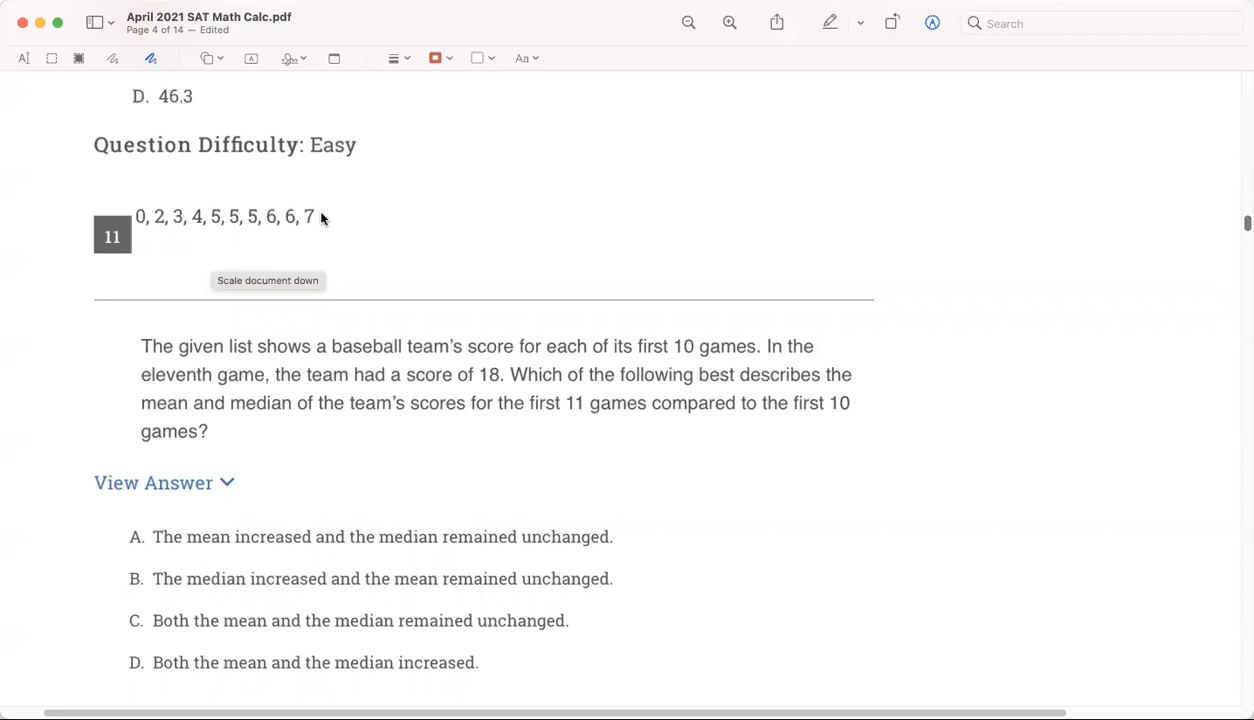 April 2021 SAT Math Calc.pdf
Page 4 of 14 — Edited
Search
Aa
D. 46.3
Question Difficulty: Easy
0, 2, 3, 4, 5, 5, 5, 6, 6, 7
11
Scale document down
The given list shows a baseball team's score for each of its first 10 games. In the
eleventh game, the team had a score of 18. Which of the following best describes the
mean and median of the team's scores for the first 11 games compared to the first 10
games?
View Answer
A. The mean increased and the median remained unchanged.
B. The median increased and the mean remained unchanged.
C. Both the mean and the median remained unchanged.
D. Both the mean and the median increased.